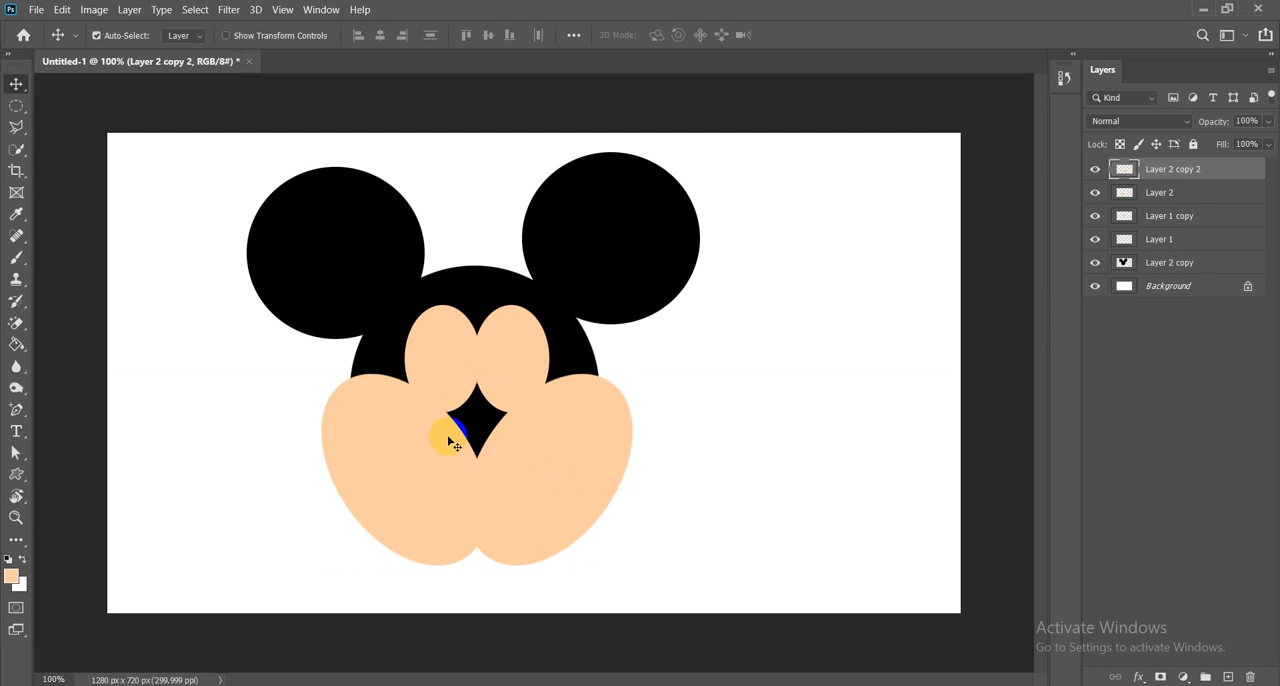 Ps File Edit Image Layer Type Select Filter 3D View Window Help
Auto-Select: Layer Show Transform Controls 3D Mode:
Untitled-1 @ 100% (Layer 2 copy 2, RGB/8#) *
Layers
Kind
Normal Opacity: 100%
Lock: Fill: 100%
Layer 2 copy 2
Layer 2
Layer 1 copy
Layer 1
Layer 2 copy
Background
Activate Windows
Go to Settings to activate Windows.
100% 1280 px x 720 px (299.999 ppi)